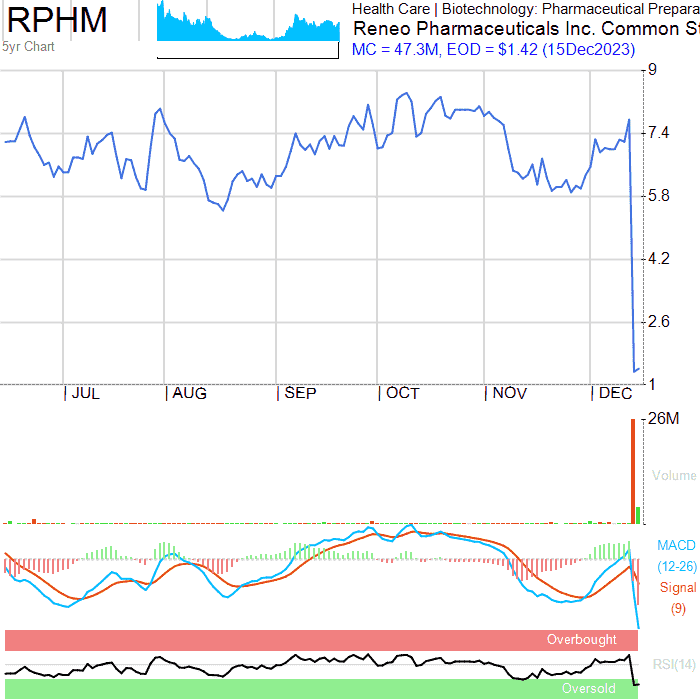 RPHM
5yr Chart
Health Care | Biotechnology: Pharmaceutical Prepara
Reneo Pharmaceuticals Inc. Common St
MC = 47.3M, EOD = $1.42 (15Dec2023)
9
7.4
5.8
4.2
2.6
1
| JUL | AUG | SEP | OCT | NOV | DEC
26M
Volume
MACD
(12-26)
Signal
(9)
Overbought
RSI(14)
Oversold